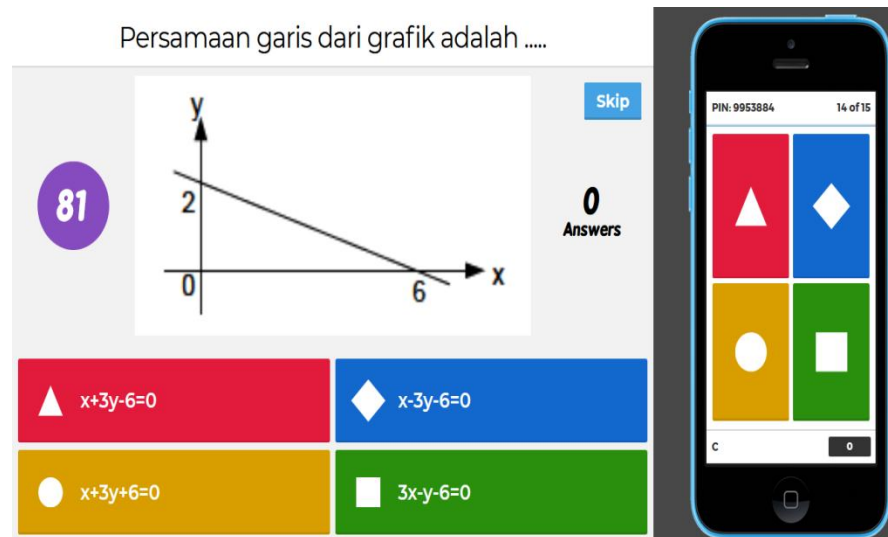 Persamaan garis dari grafik adalah .....
Skip
81
y
2
0
6
x
0
Answers
x+3y-6=0
x-3y-6=0
x+3y+6=0
3x-y-6=0
PIN: 9953884
14 of 15
C
0